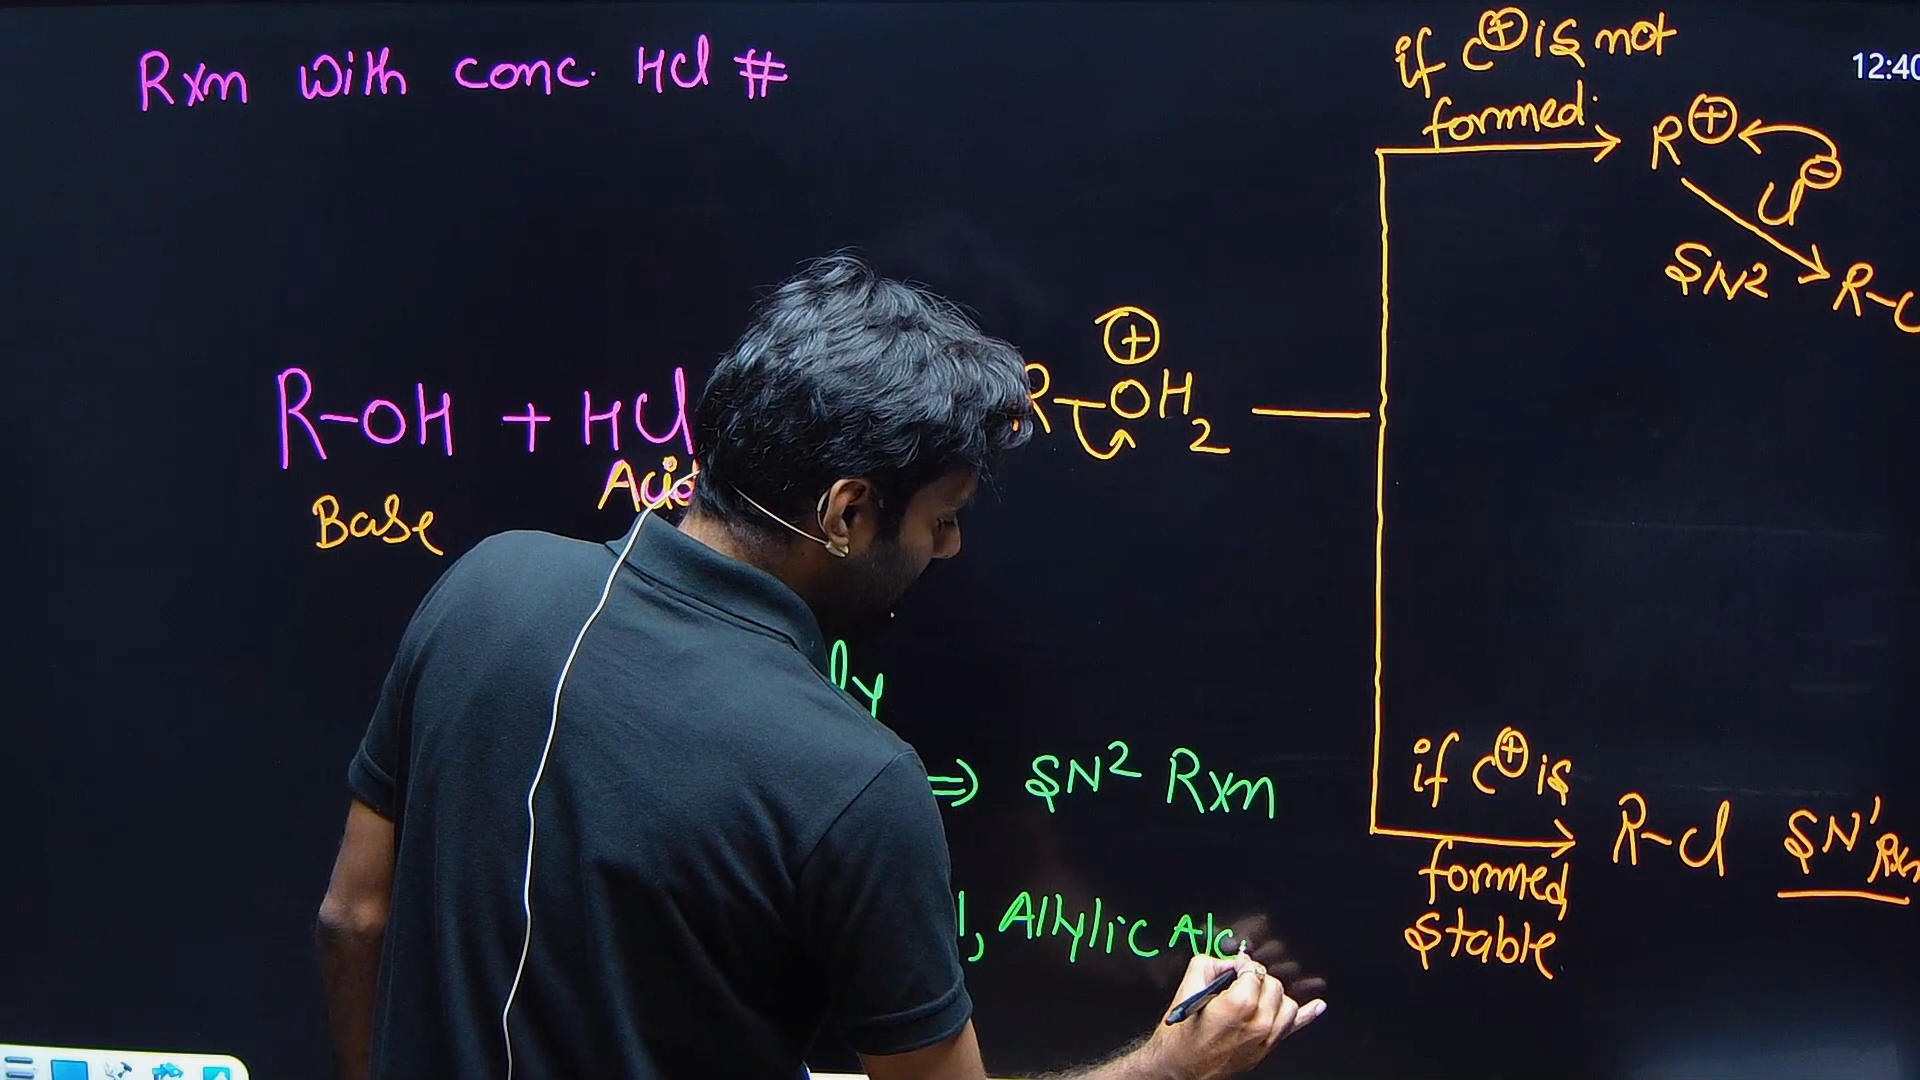 Rxn with conc. HCl #
if C⊕ is not
formed.
12:40
R⊕
Cl⊖
SN2
R-C
⊕
R-OH + HCl
R-OH2
Base
Acid
ly
⇒ SN² Rxn
if C⊕ is
formed,
stable
R-Cl
SN¹ Rxn
l, Allylic Alc